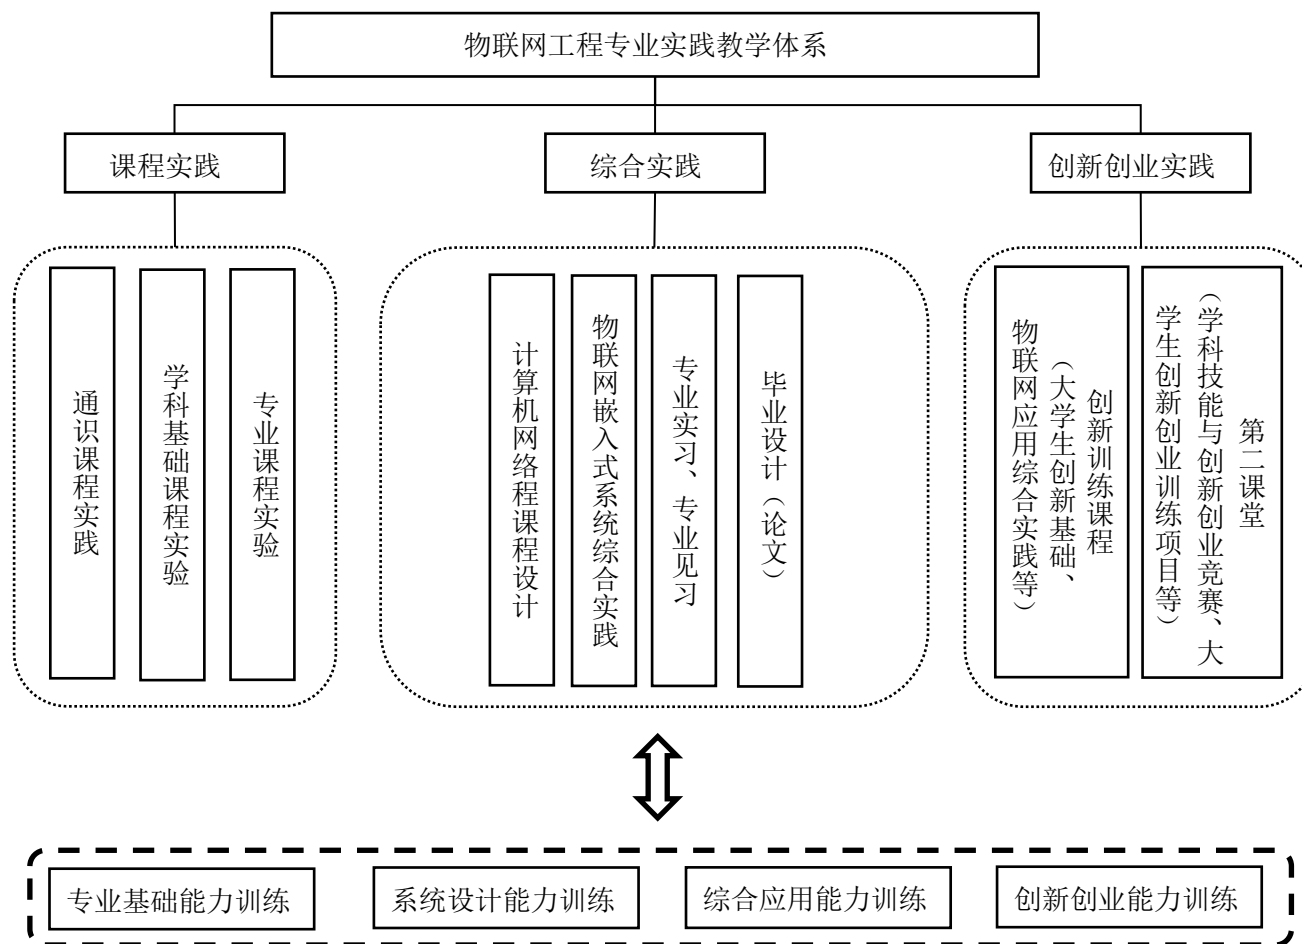 物联网工程专业实践教学体系
课程实践
综合实践
创新创业实践
通识课程实践
学科基础课程实验
专业课程实验
计算机网络程课程设计
物联网嵌入式系统综合实践
专业实习、专业见习
毕业设计（论文）
创新训练课程
（大学生创新基础、
物联网应用综合实践等）
第二课堂
（学科技能与创新创业竞赛、大
学生创新创业训练项目等）
专业基础能力训练
系统设计能力训练
综合应用能力训练
创新创业能力训练